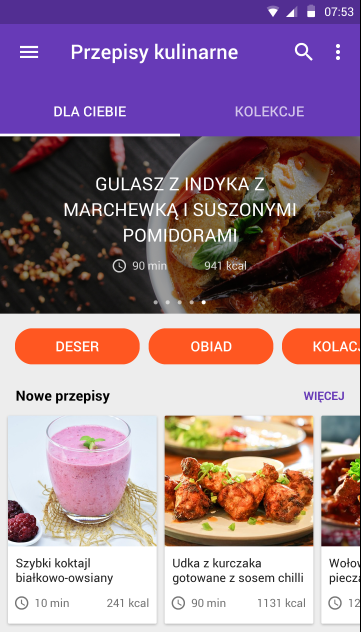 07:53
Przepisy kulinarne
DLA CIEBIE
KOLEKCJE
GULASZ Z INDYKA Z
MARCHEWKĄ I SUSZONYMI
POMIDORAMI
90 min
941 kcal
DESER
OBIAD
KOLAC
Nowe przepisy
WIĘCEJ
Szybki koktajl
białkowo-owsiany
10 min
241 kcal
Udka z kurczaka
gotowane z sosem chilli
90 min
1131 kcal
Woło
piecz
12